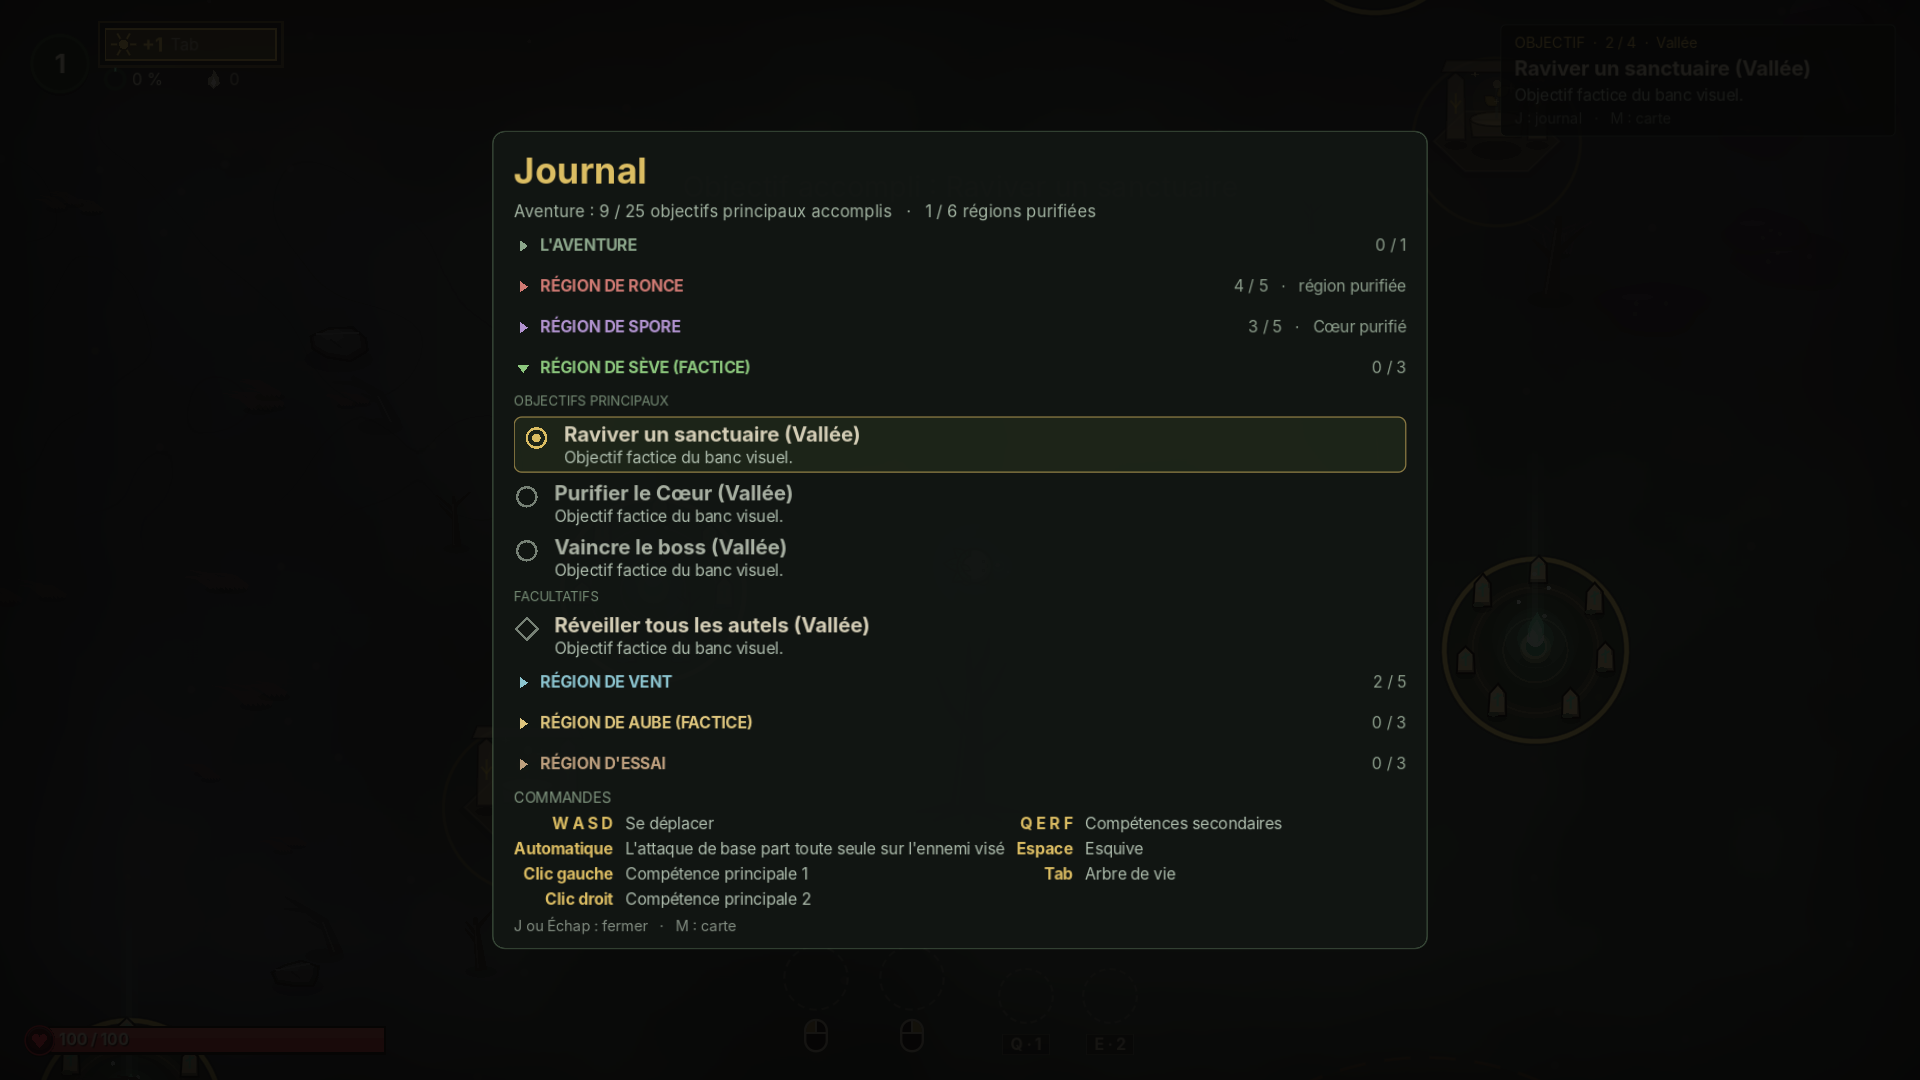 1
+1 Tab
0 % 0
OBJECTIF · 2 / 4 · Vallée
Raviver un sanctuaire (Vallée)
Objectif factice du banc visuel.
J : journal · M : carte
Journal
Objectif accompli : Raviver un sanctuaire
Aventure : 9 / 25 objectifs principaux accomplis · 1 / 6 régions purifiées
L'AVENTURE 0 / 1
RÉGION DE RONCE 4 / 5 · région purifiée
RÉGION DE SPORE 3 / 5 · Cœur purifié
RÉGION DE SÈVE (FACTICE) 0 / 3
OBJECTIFS PRINCIPAUX
Raviver un sanctuaire (Vallée)
Objectif factice du banc visuel.
Purifier le Cœur (Vallée)
Objectif factice du banc visuel.
Vaincre le boss (Vallée)
Objectif factice du banc visuel.
FACULTATIFS
Réveiller tous les autels (Vallée)
Objectif factice du banc visuel.
RÉGION DE VENT 2 / 5
RÉGION DE AUBE (FACTICE) 0 / 3
RÉGION D'ESSAI 0 / 3
COMMANDES
W A S D Se déplacer Q E R F Compétences secondaires
Automatique L'attaque de base part toute seule sur l'ennemi visé Espace Esquive
Clic gauche Compétence principale 1 Tab Arbre de vie
Clic droit Compétence principale 2
J ou Échap : fermer · M : carte
100 / 100
Q · 1 E · 2